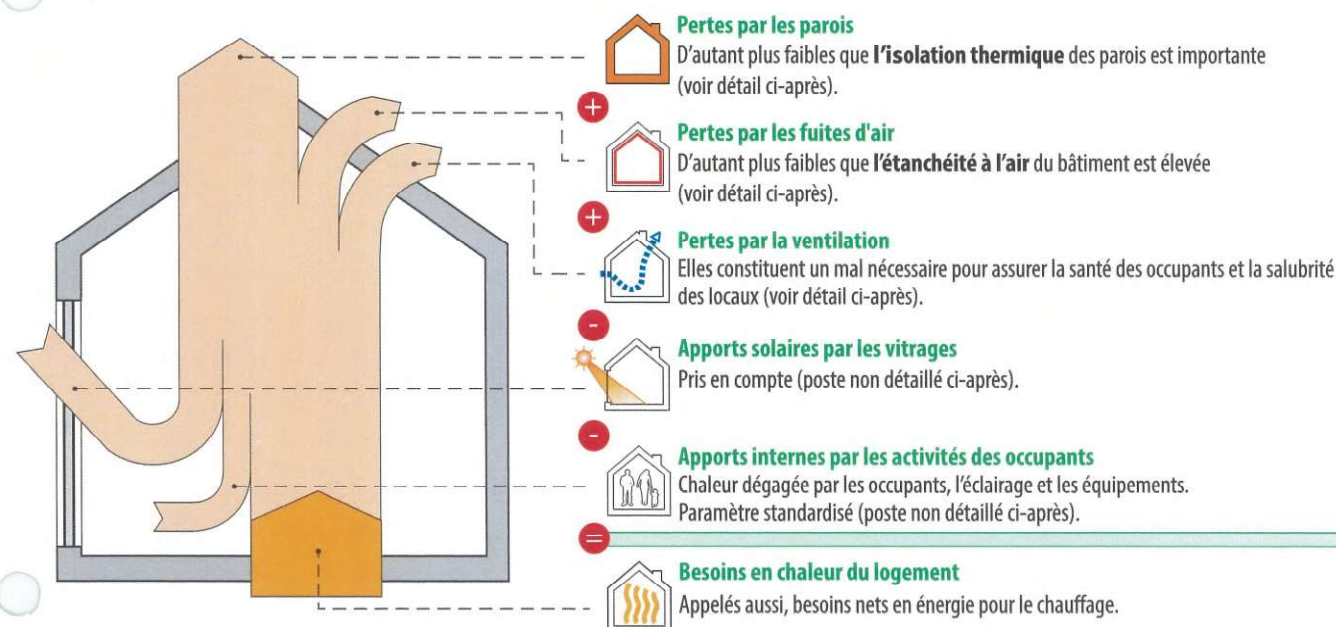 Pertes par les parois
D'autant plus faibles que l'isolation thermique des parois est importante
(voir détail ci-après).
+
Pertes par les fuites d'air
D'autant plus faibles que l'étanchéité à l'air du bâtiment est élevée
(voir détail ci-après).
+
Pertes par la ventilation
Elles constituent un mal nécessaire pour assurer la santé des occupants et la salubrité
des locaux (voir détail ci-après).
-
Apports solaires par les vitrages
Pris en compte (poste non détaillé ci-après).
-
Apports internes par les activités des occupants
Chaleur dégagée par les occupants, l'éclairage et les équipements.
Paramètre standardisé (poste non détaillé ci-après).
=
Besoins en chaleur du logement
Appelés aussi, besoins nets en énergie pour le chauffage.